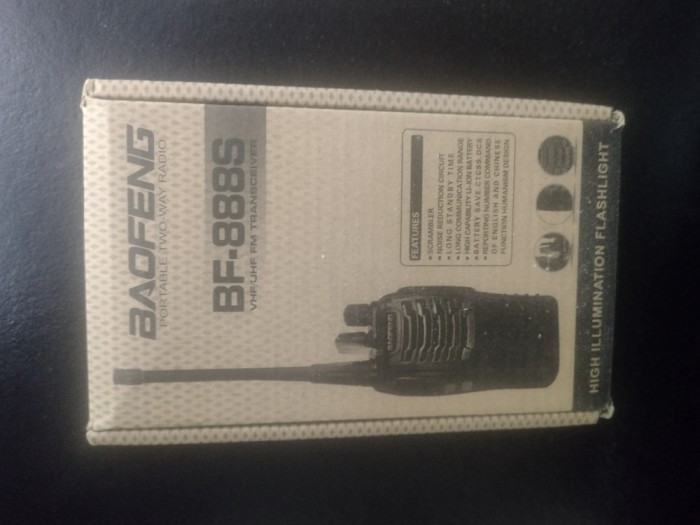 BAOFENG
PORTABLE TWO-WAY RADIO
BF-888S
VHF/UHF FM TRANSCEIVER
FEATURES
SCRAMBLER
NOISE REDUCTION CIRCUIT
LONG STANDBY TIME
LONG COMMUNICATION RANGE
HIGH CAPABILITY LI-ION BATTERY
BATTERY SAVE, CTCSS, DCS
REPORTING NUMBER COMMAND
OF ENGLISH AND CHINESE
FUNCTION HUMANISM DESIGN
BAOFENG
HIGH ILLUMINATION FLASHLIGHT